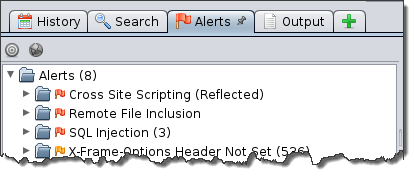 History Search Alerts Output
Alerts (8)
Cross Site Scripting (Reflected)
Remote File Inclusion
SQL Injection (3)
X-Frame-Options Header Not Set (536)